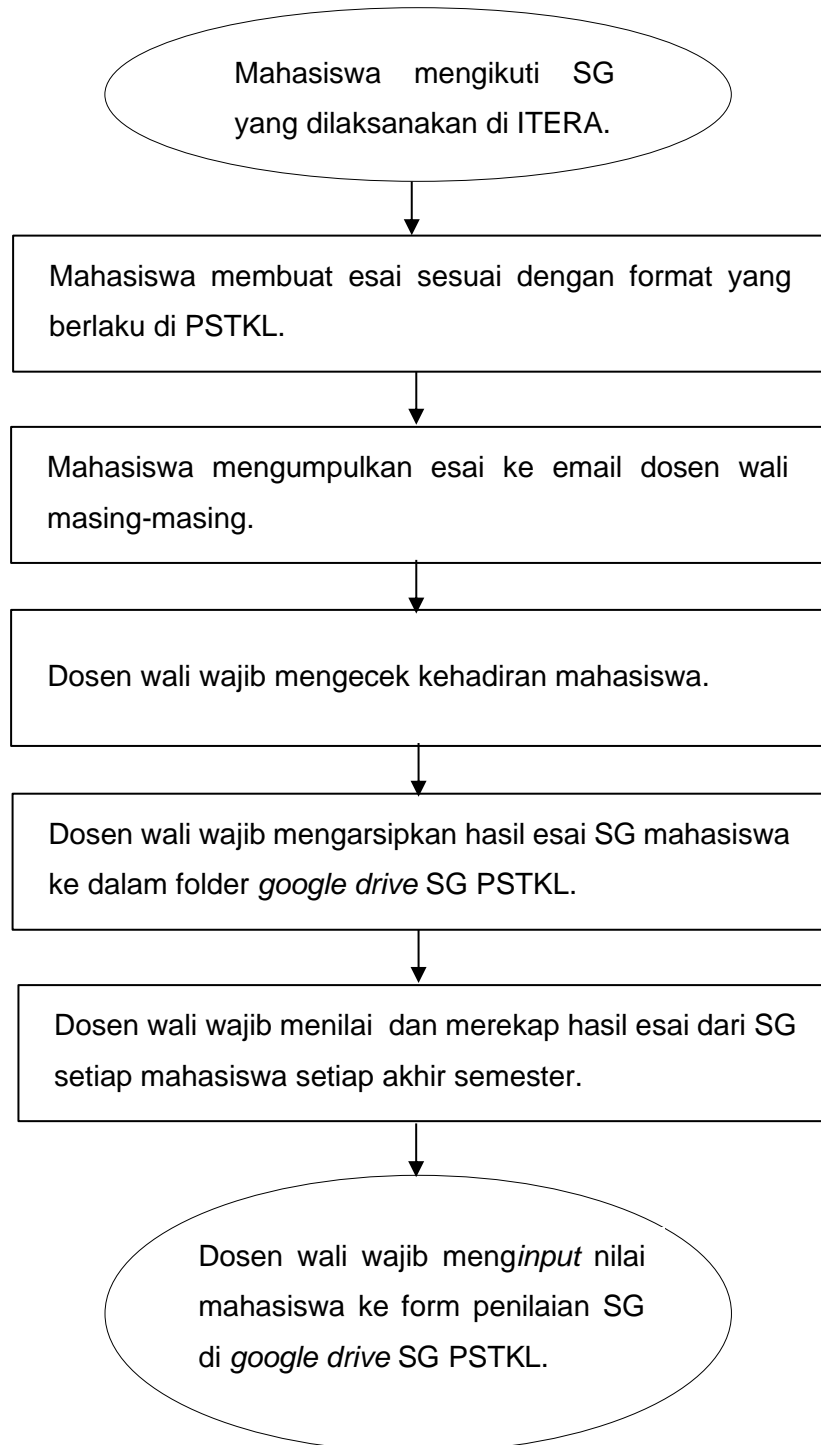 Mahasiswa mengikuti SG
yang dilaksanakan di ITERA.
Mahasiswa membuat esai sesuai dengan format yang
berlaku di PSTKL.
Mahasiswa mengumpulkan esai ke email dosen wali
masing-masing.
Dosen wali wajib mengecek kehadiran mahasiswa.
Dosen wali wajib mengarsipkan hasil esai SG mahasiswa
ke dalam folder google drive SG PSTKL.
Dosen wali wajib menilai dan merekap hasil esai dari SG
setiap mahasiswa setiap akhir semester.
Dosen wali wajib menginput nilai
mahasiswa ke form penilaian SG
di google drive SG PSTKL.